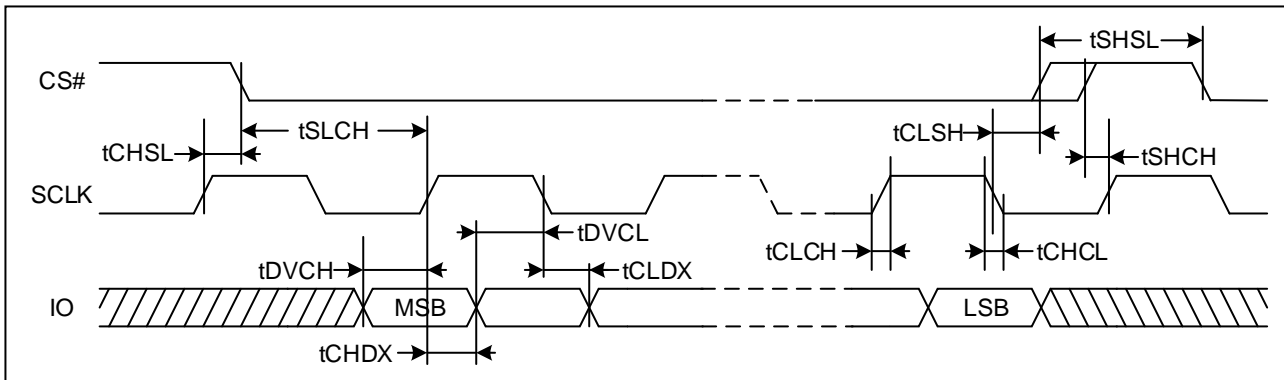 tSHSL
CS#
tSLCH
tCLSH
tCHSL
tSHCH
SCLK
tDVCL
tCLCH
tCHCL
tDVCH
tCLDX
IO
MSB
LSB
tCHDX